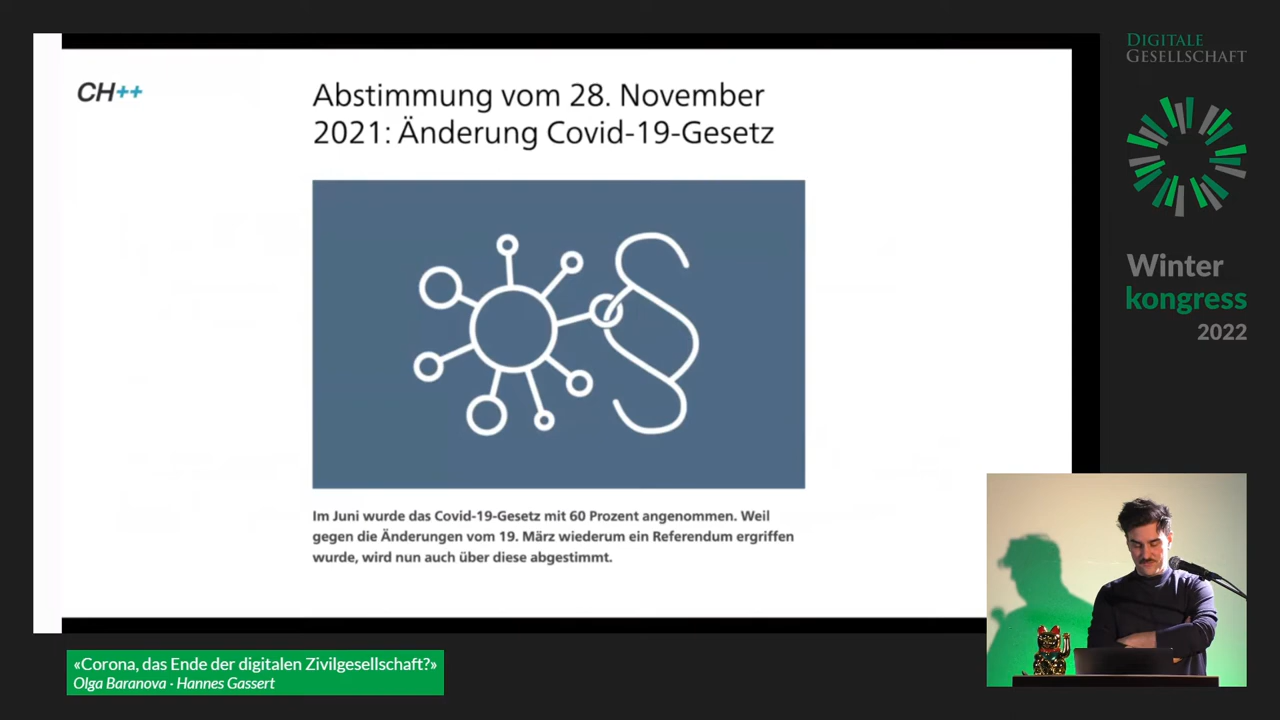 CH++
Abstimmung vom 28. November
2021: Änderung Covid-19-Gesetz
Im Juni wurde das Covid-19-Gesetz mit 60 Prozent angenommen. Weil
gegen die Änderungen vom 19. März wiederum ein Referendum ergriffen
wurde, wird nun auch über diese abgestimmt.
DIGITALE
GESELLSCHAFT
Winter
kongress
2022
«Corona, das Ende der digitalen Zivilgesellschaft?»
Olga Baranova · Hannes Gassert